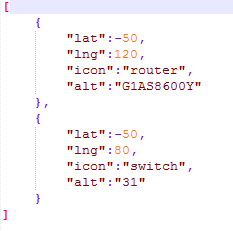 [
    {
        "lat":-50,
        "lng":120,
        "icon":"router",
        "alt":"G1AS8600Y"
    },
    {
        "lat":-50,
        "lng":80,
        "icon":"switch",
        "alt":"31"
    }
]